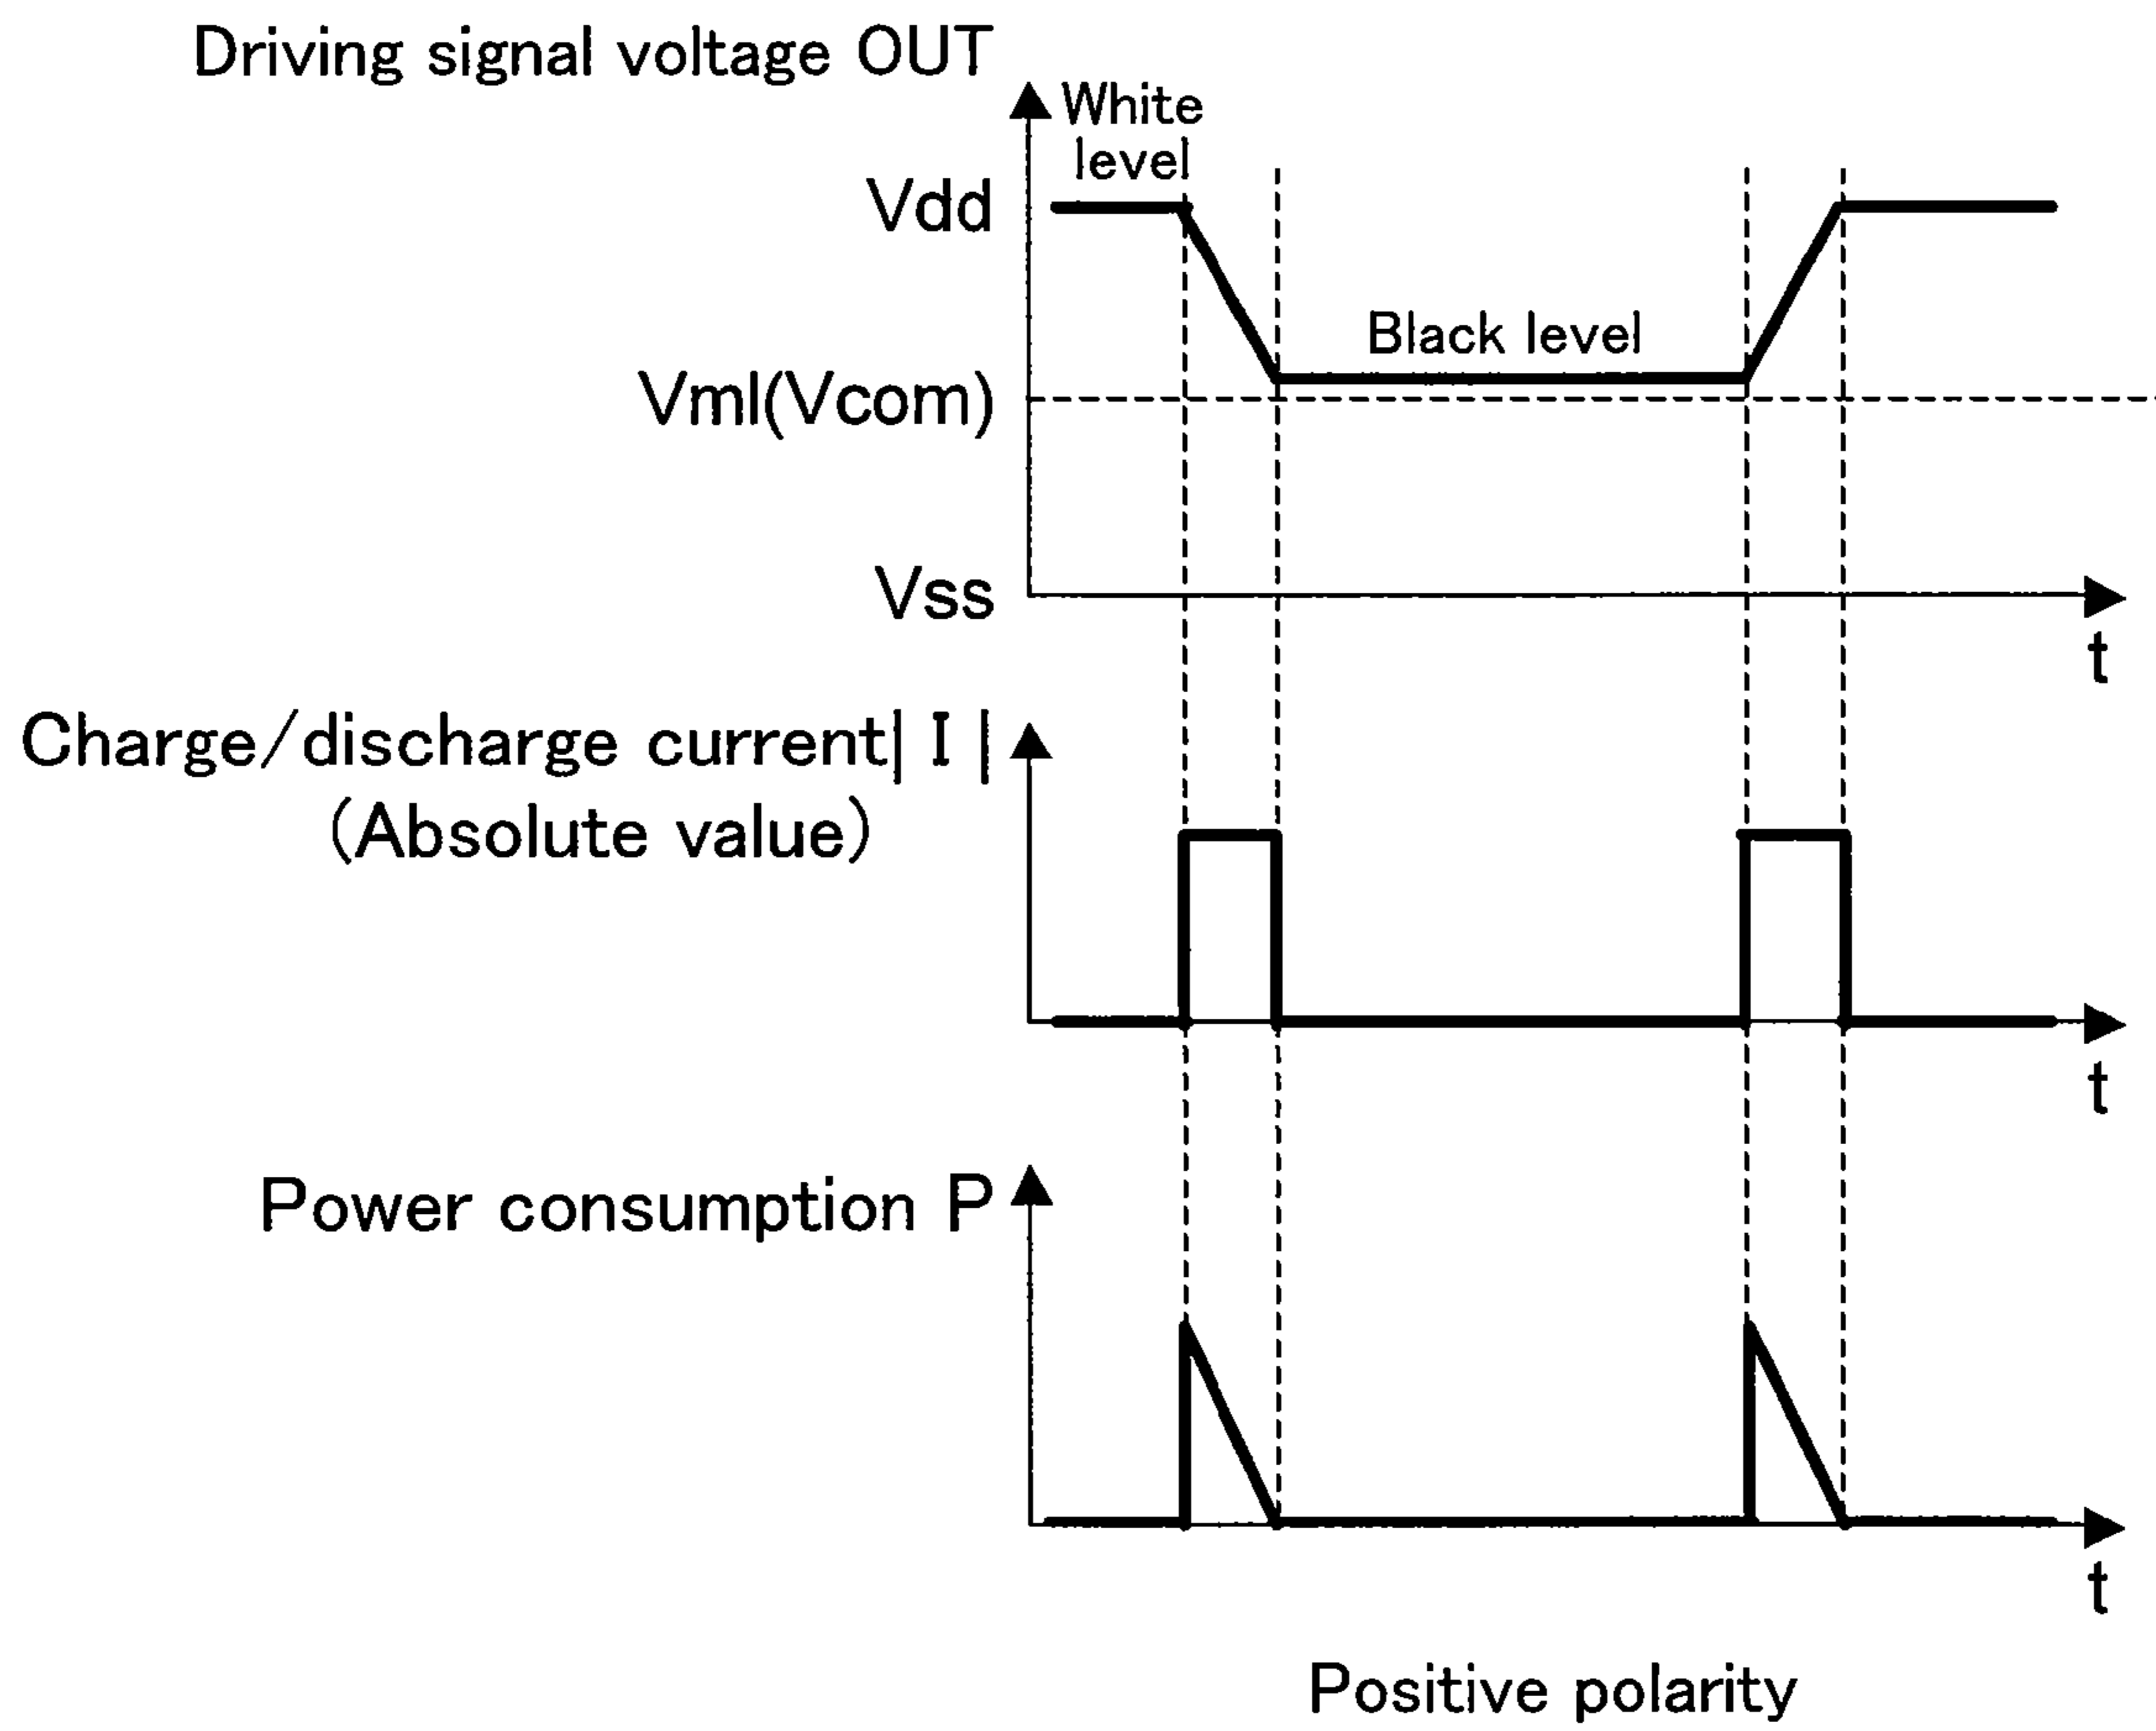 Driving signal voltage OUT
White
level
Vdd
Black level
Vml(Vcom)
Vss
t
Charge/discharge current| I |
(Absolute value)
t
Power consumption P
t
Positive polarity